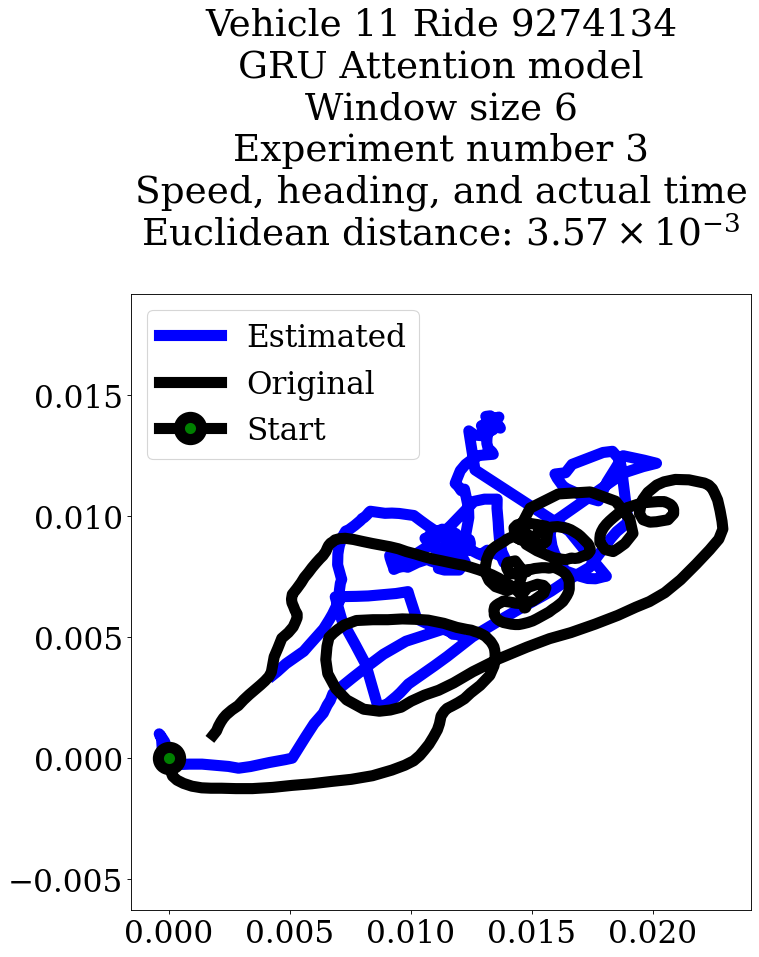 Vehicle 11 Ride 9274134
GRU Attention model
Window size 6
Experiment number 3
Speed, heading, and actual time
Euclidean distance: 3.57 × 10⁻³
Estimated
Original
Start
0.015
0.010
0.005
0.000
−0.005
0.000 0.005 0.010 0.015 0.020